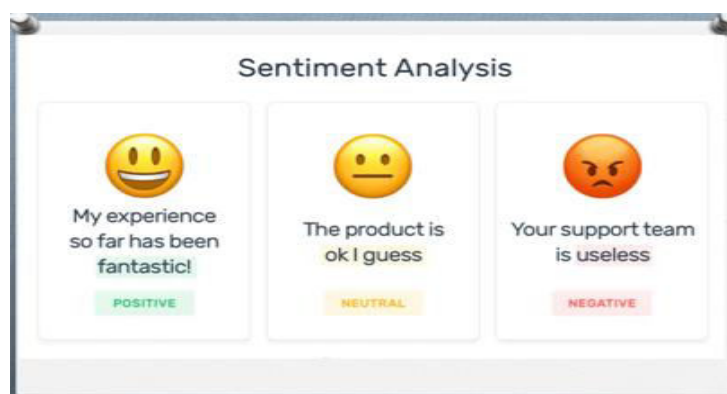 Sentiment Analysis
My experience
so far has been
fantastic!
POSITIVE
The product is
ok I guess
NEUTRAL
Your support team
is useless
NEGATIVE